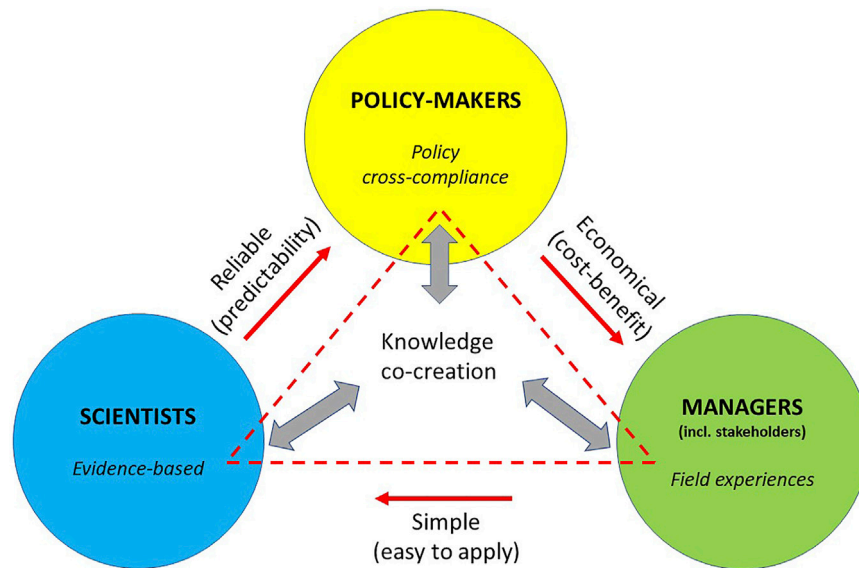 POLICY-MAKERS
Policy
cross-compliance
Reliable
(predictability)
Economical
(cost-benefit)
Knowledge
co-creation
SCIENTISTS
Evidence-based
MANAGERS
(incl. stakeholders)
Field experiences
Simple
(easy to apply)